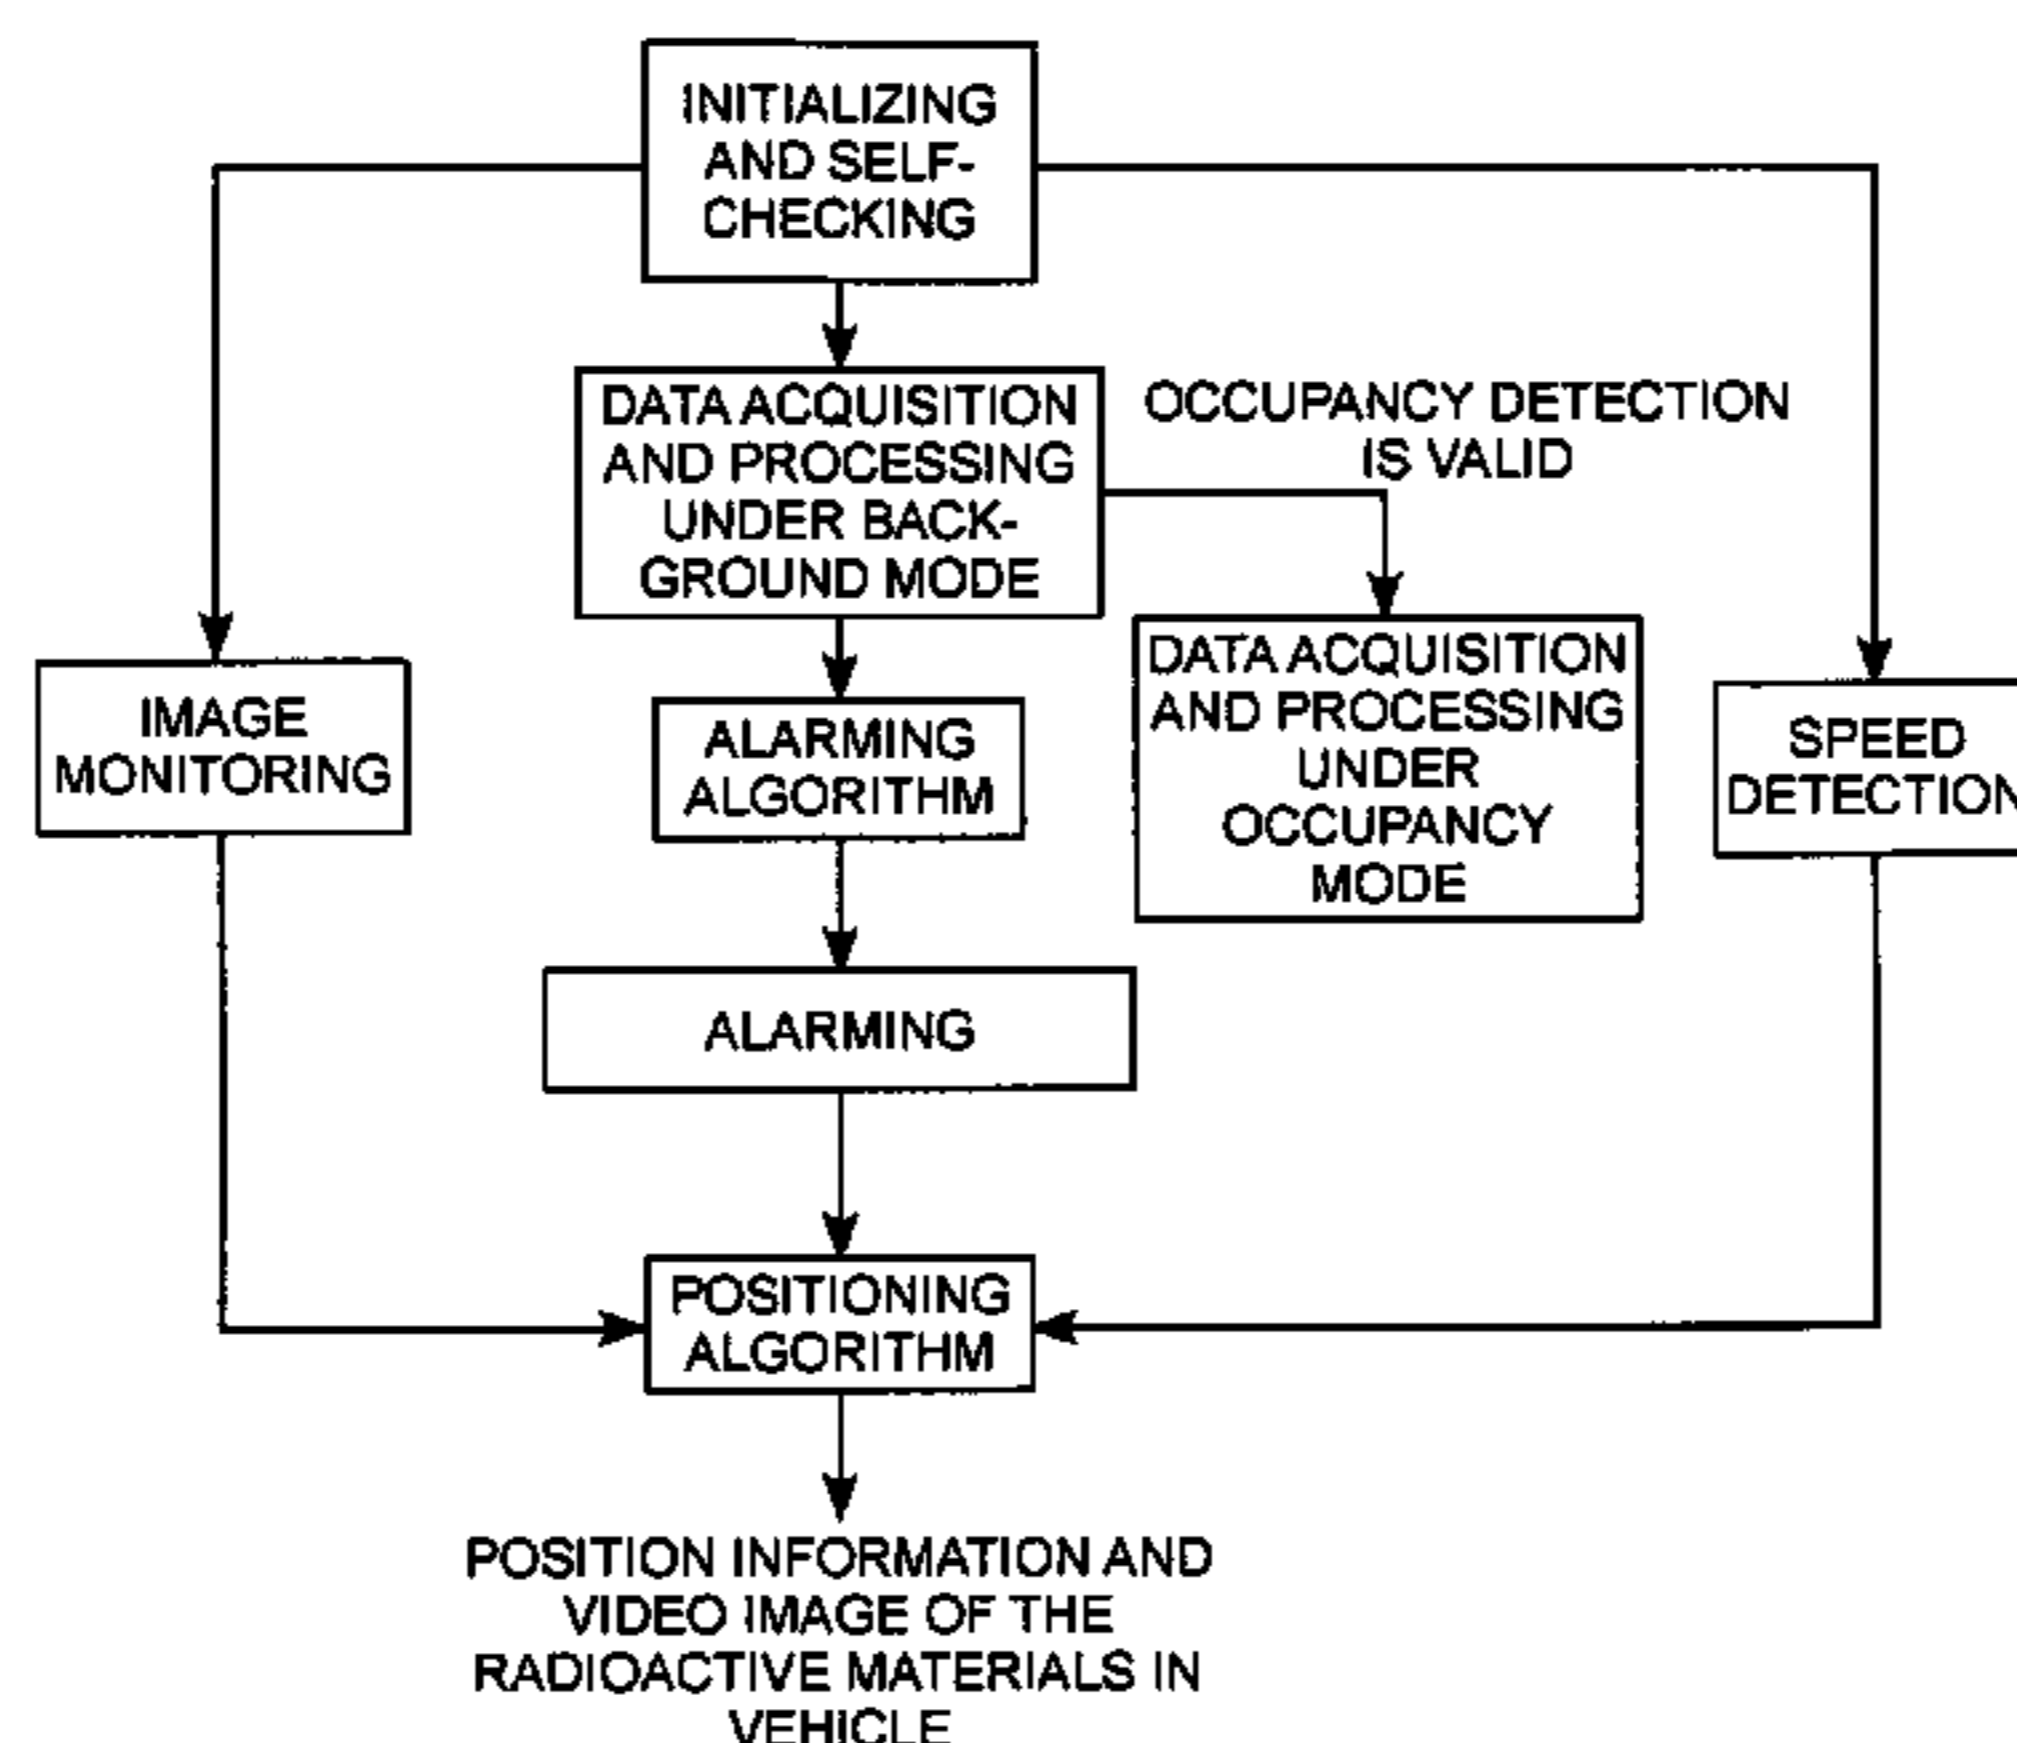 INITIALIZING
AND SELF-
CHECKING
DATA ACQUISITION
AND PROCESSING
UNDER BACK-
GROUND MODE
OCCUPANCY DETECTION
IS VALID
IMAGE
MONITORING
ALARMING
ALGORITHM
DATA ACQUISITION
AND PROCESSING
UNDER
OCCUPANCY
MODE
SPEED
DETECTION
ALARMING
POSITIONING
ALGORITHM
POSITION INFORMATION AND
VIDEO IMAGE OF THE
RADIOACTIVE MATERIALS IN
VEHICLE